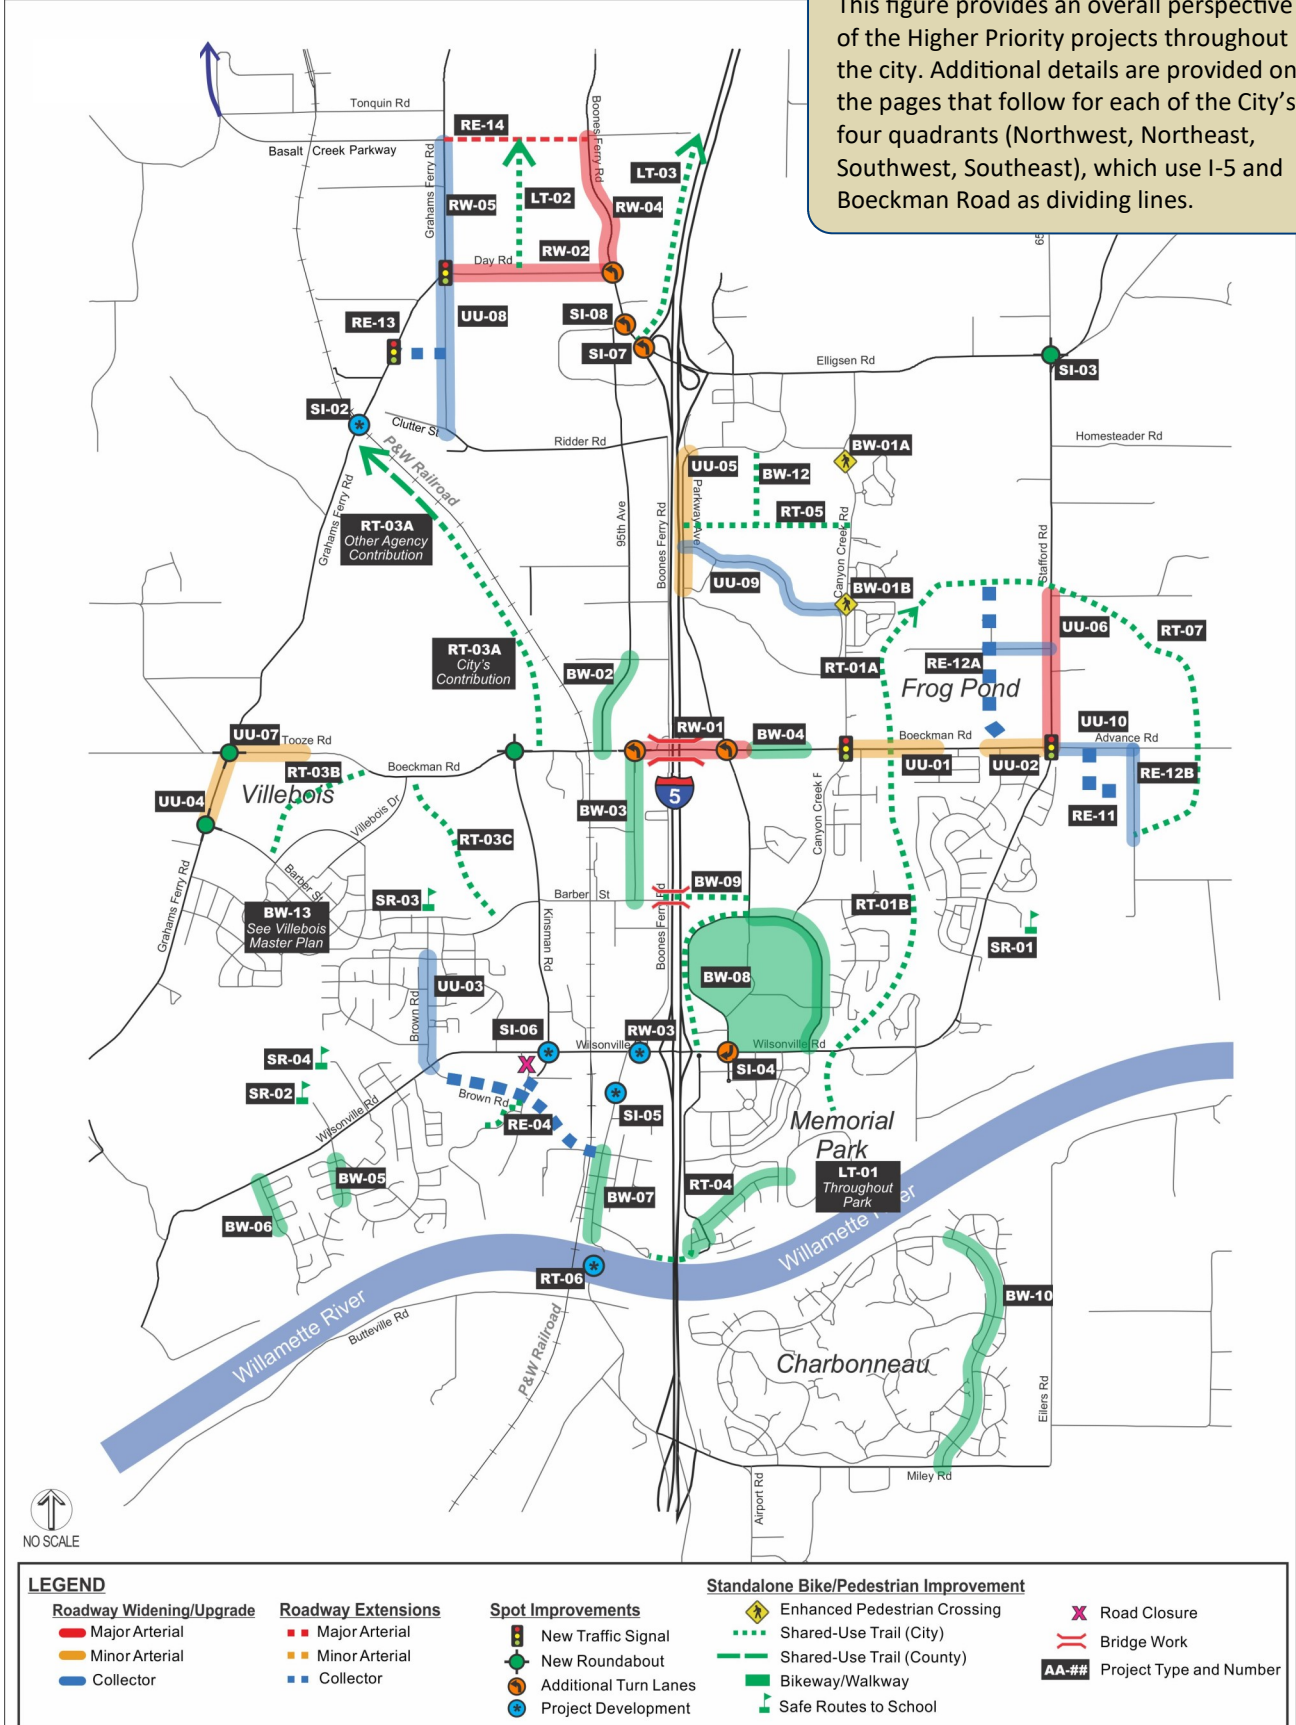 This figure provides an overall perspective
of the Higher Priority projects throughout
the city. Additional details are provided on
the pages that follow for each of the City's
four quadrants (Northwest, Northeast,
Southwest, Southeast), which use I-5 and
Boeckman Road as dividing lines.
Tonquin Rd
Boones Ferry Rd
RE-14
Basalt Creek Parkway
Grahams Ferry Rd
LT-03
LT-02
RW-05
RW-04
RW-02
Day Rd
65
SI-08
UU-08
RE-13
SI-07
Elligsen Rd
SI-03
SI-02
Clutter St
P&W Railroad
Ridder Rd
BW-01A
Homesteader Rd
UU-05
BW-12
Parkway Ave
RT-05
95th Ave
Boones Ferry Rd
Canyon Creek Rd
Stafford Rd
Grahams Ferry Rd
RT-03A
Other Agency
Contribution
UU-09
BW-01B
UU-06
RT-07
RT-03A
City's
Contribution
BW-02
RT-01A
RE-12A
Frog Pond
RW-01
BW-04
UU-10
UU-07
Tooze Rd
Boeckman Rd
Advance Rd
UU-01
UU-02
Boeckman Rd
RT-03B
Villebois
RE-12B
UU-04
5
BW-03
RE-11
Villebois Dr
Canyon Creek F
RT-03C
Barber St
BW-09
SR-03
Barber St
RT-01B
Grahams Ferry Rd
BW-13
See Villebois
Master Plan
Kinsman Rd
Boones Ferry Rd
SR-01
BW-08
UU-03
Brown Rd
SI-06
RW-03
Wilsonville Rd
Wilsonville Rd
SR-04
SI-04
SR-02
Brown Rd
Wilsonville Rd
SI-05
RE-04
Memorial
Park
BW-05
RT-04
LT-01
Throughout
Park
BW-07
BW-06
Willamette River
RT-06
BW-10
Willamette River
Butteville Rd
P&W Railroad
Charbonneau
Eilers Rd
Miley Rd
Airport Rd
NO SCALE
LEGEND
Roadway Widening/Upgrade
Major Arterial
Minor Arterial
Collector
Roadway Extensions
Major Arterial
Minor Arterial
Collector
Spot Improvements
New Traffic Signal
New Roundabout
Additional Turn Lanes
Project Development
Standalone Bike/Pedestrian Improvement
Enhanced Pedestrian Crossing
Shared-Use Trail (City)
Shared-Use Trail (County)
Bikeway/Walkway
Safe Routes to School
X Road Closure
Bridge Work
AA-## Project Type and Number